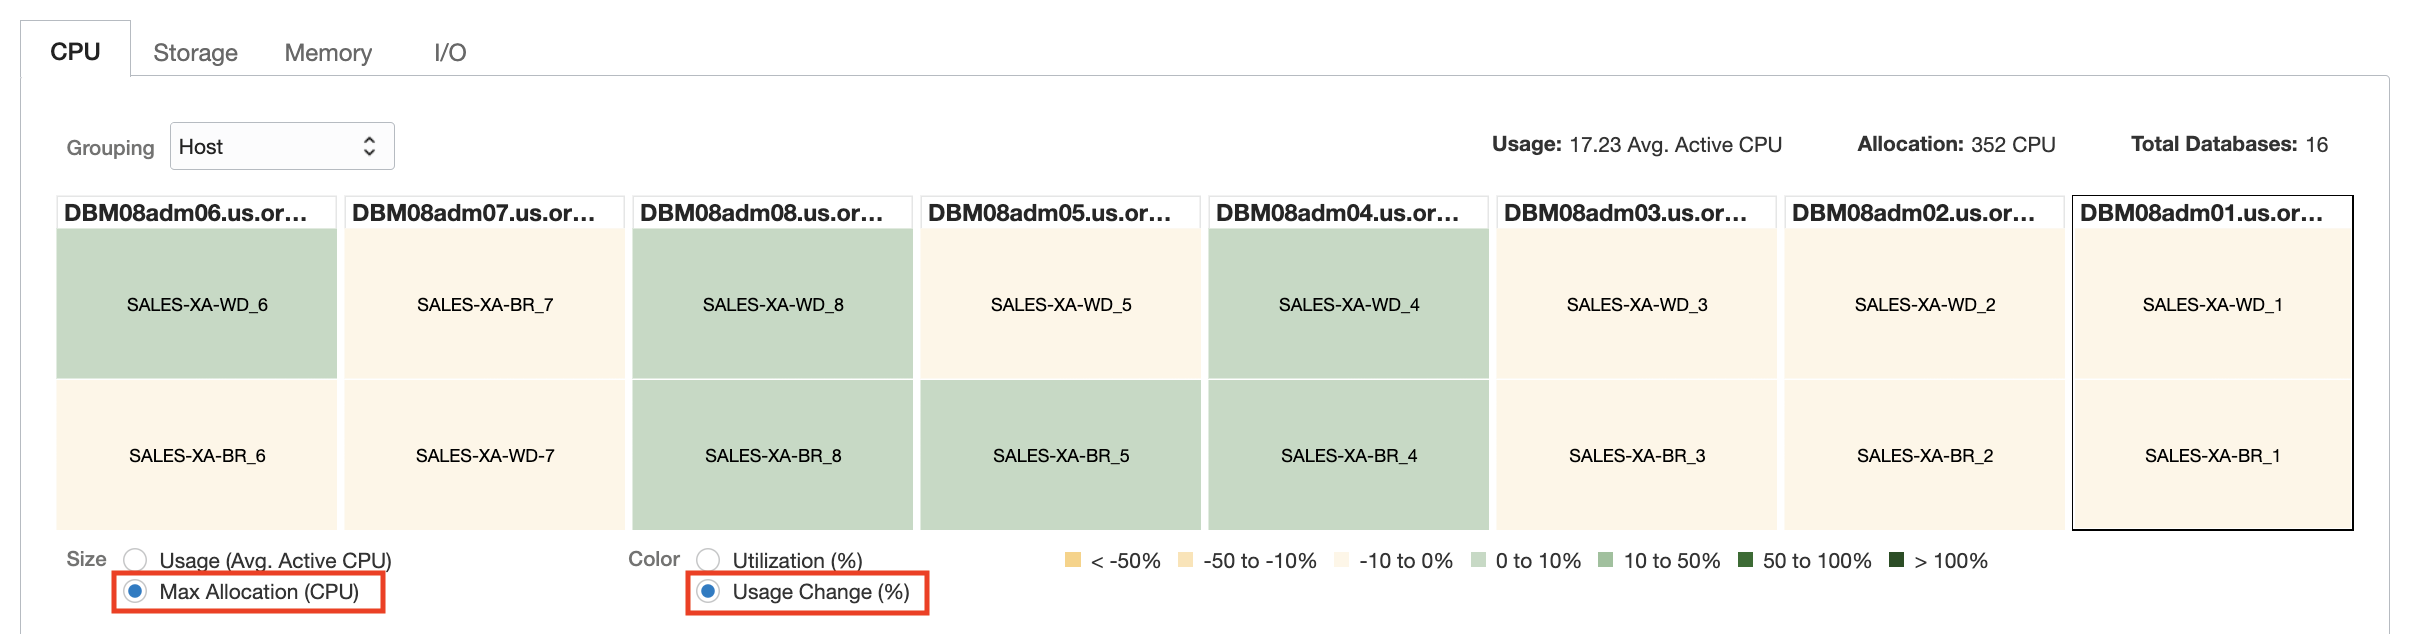 CPU Storage Memory I/O
Grouping Host Usage: 17.23 Avg. Active CPU Allocation: 352 CPU Total Databases: 16
DBM08adm06.us.or... DBM08adm07.us.or... DBM08adm08.us.or... DBM08adm05.us.or... DBM08adm04.us.or... DBM08adm03.us.or... DBM08adm02.us.or... DBM08adm01.us.or...
SALES-XA-WD_6 SALES-XA-BR_7 SALES-XA-WD_8 SALES-XA-WD_5 SALES-XA-WD_4 SALES-XA-WD_3 SALES-XA-WD_2 SALES-XA-WD_1
SALES-XA-BR_6 SALES-XA-WD-7 SALES-XA-BR_8 SALES-XA-BR_5 SALES-XA-BR_4 SALES-XA-BR_3 SALES-XA-BR_2 SALES-XA-BR_1
Size Usage (Avg. Active CPU) Color Utilization (%) < -50% -50 to -10% -10 to 0% 0 to 10% 10 to 50% 50 to 100% > 100%
Max Allocation (CPU) Usage Change (%)